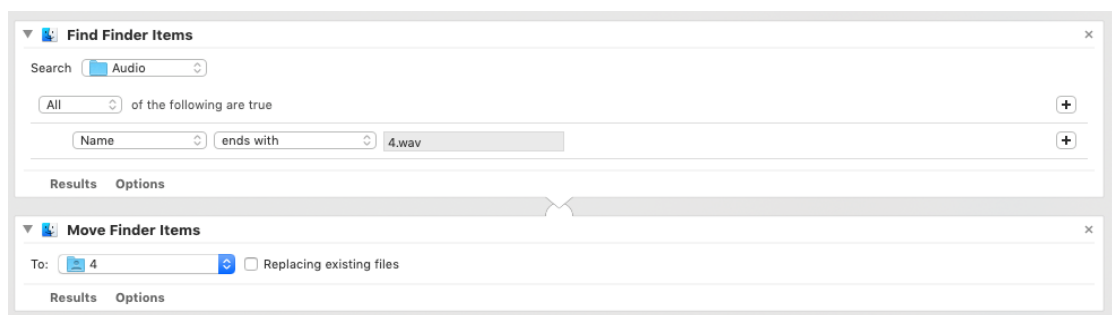 Find Finder Items
Search Audio
All of the following are true
Name ends with 4.wav
Results Options
Move Finder Items
To: 4 Replacing existing files
Results Options